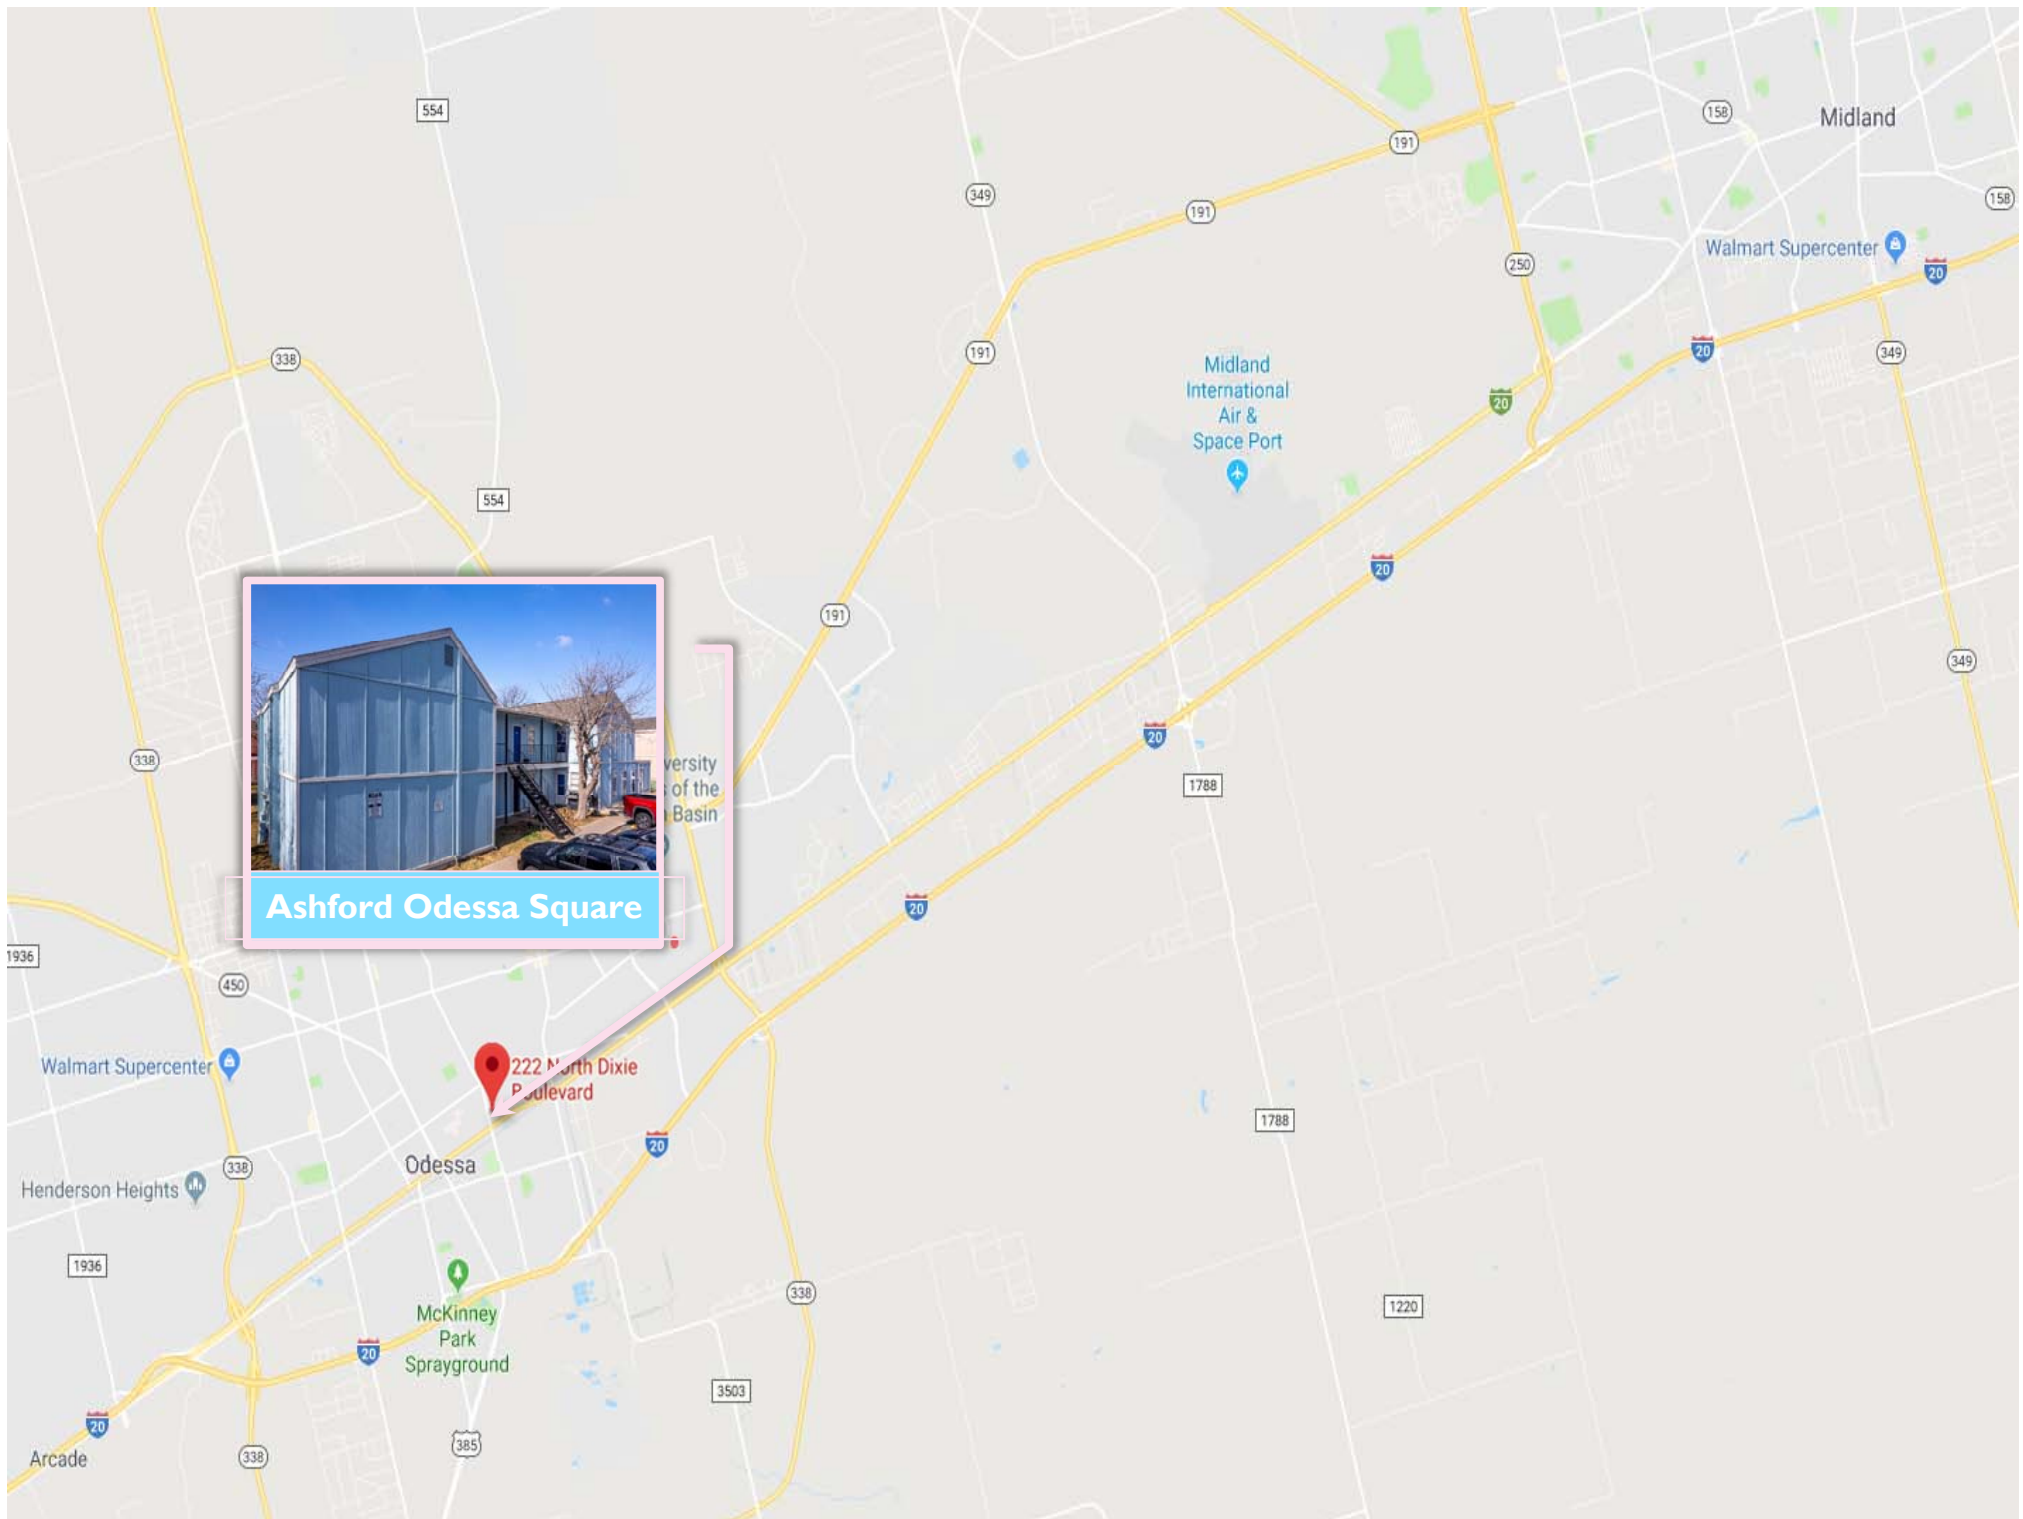 554
158
Midland
191
349
158
191
Walmart Supercenter
250
20
338
191
20
349
Midland
International
Air &
Space Port
20
554
20
191
349
338
20
versity
of the
Basin
1788
Ashford Odessa Square
20
1936
450
Walmart Supercenter
222 North Dixie
Boulevard
1788
20
338
Odessa
Henderson Heights
1936
338
McKinney
Park
Sprayground
1220
20
3503
20
385
Arcade
338